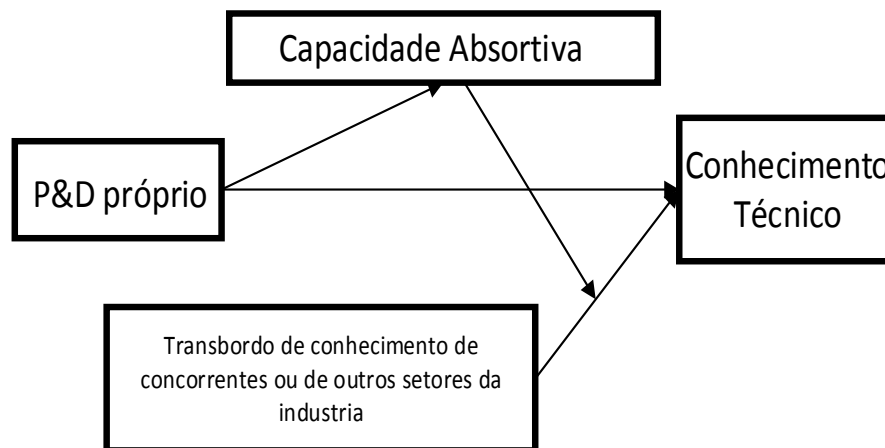 Capacidade Absortiva
P&D próprio
Conhecimento
Técnico
Transbordo de conhecimento de
concorrentes ou de outros setores da
industria